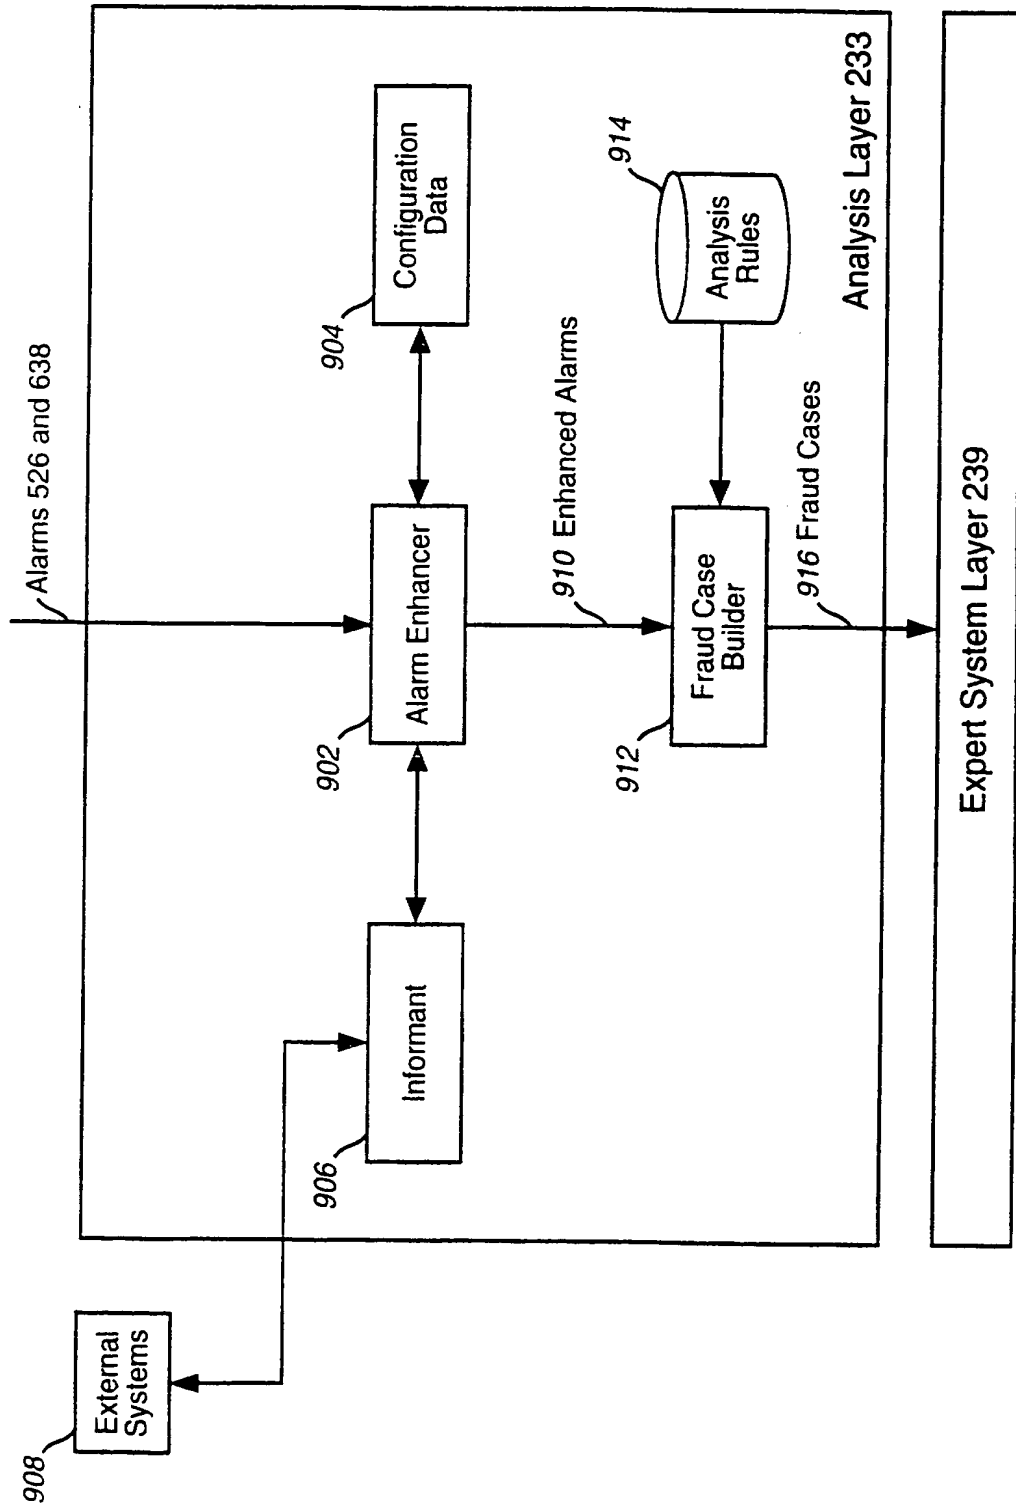 Alarms 526 and 638
904
Configuration
Data
902
Alarm Enhancer
906
Informant
908
External
Systems
910 Enhanced Alarms
914
Analysis
Rules
912
Fraud Case
Builder
916 Fraud Cases
Analysis Layer 233
Expert System Layer 239